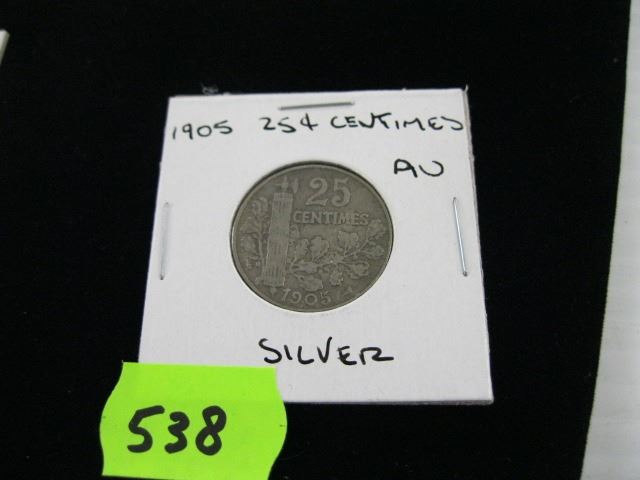 1905 25¢ CENTIMES
AU
25
CENTIMES
1905
SILVER
538